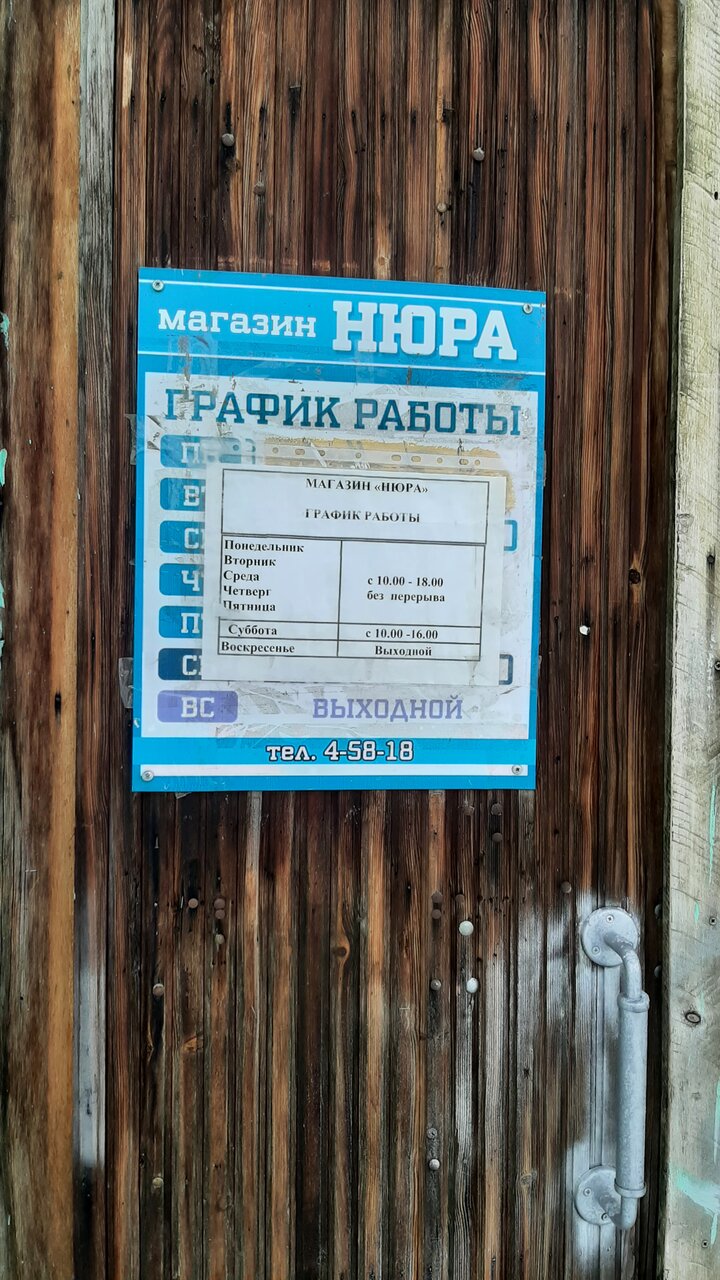 магазин НЮРА
ГРАФИК РАБОТЫ
МАГАЗИН «НЮРА»
ГРАФИК РАБОТЫ
Понедельник
Вторник
Среда
Четверг
Пятница
с 10.00 - 18.00
без перерыва
Суббота с 10.00 -16.00
Воскресенье Выходной
ВС ВЫХОДНОЙ
тел. 4-58-18